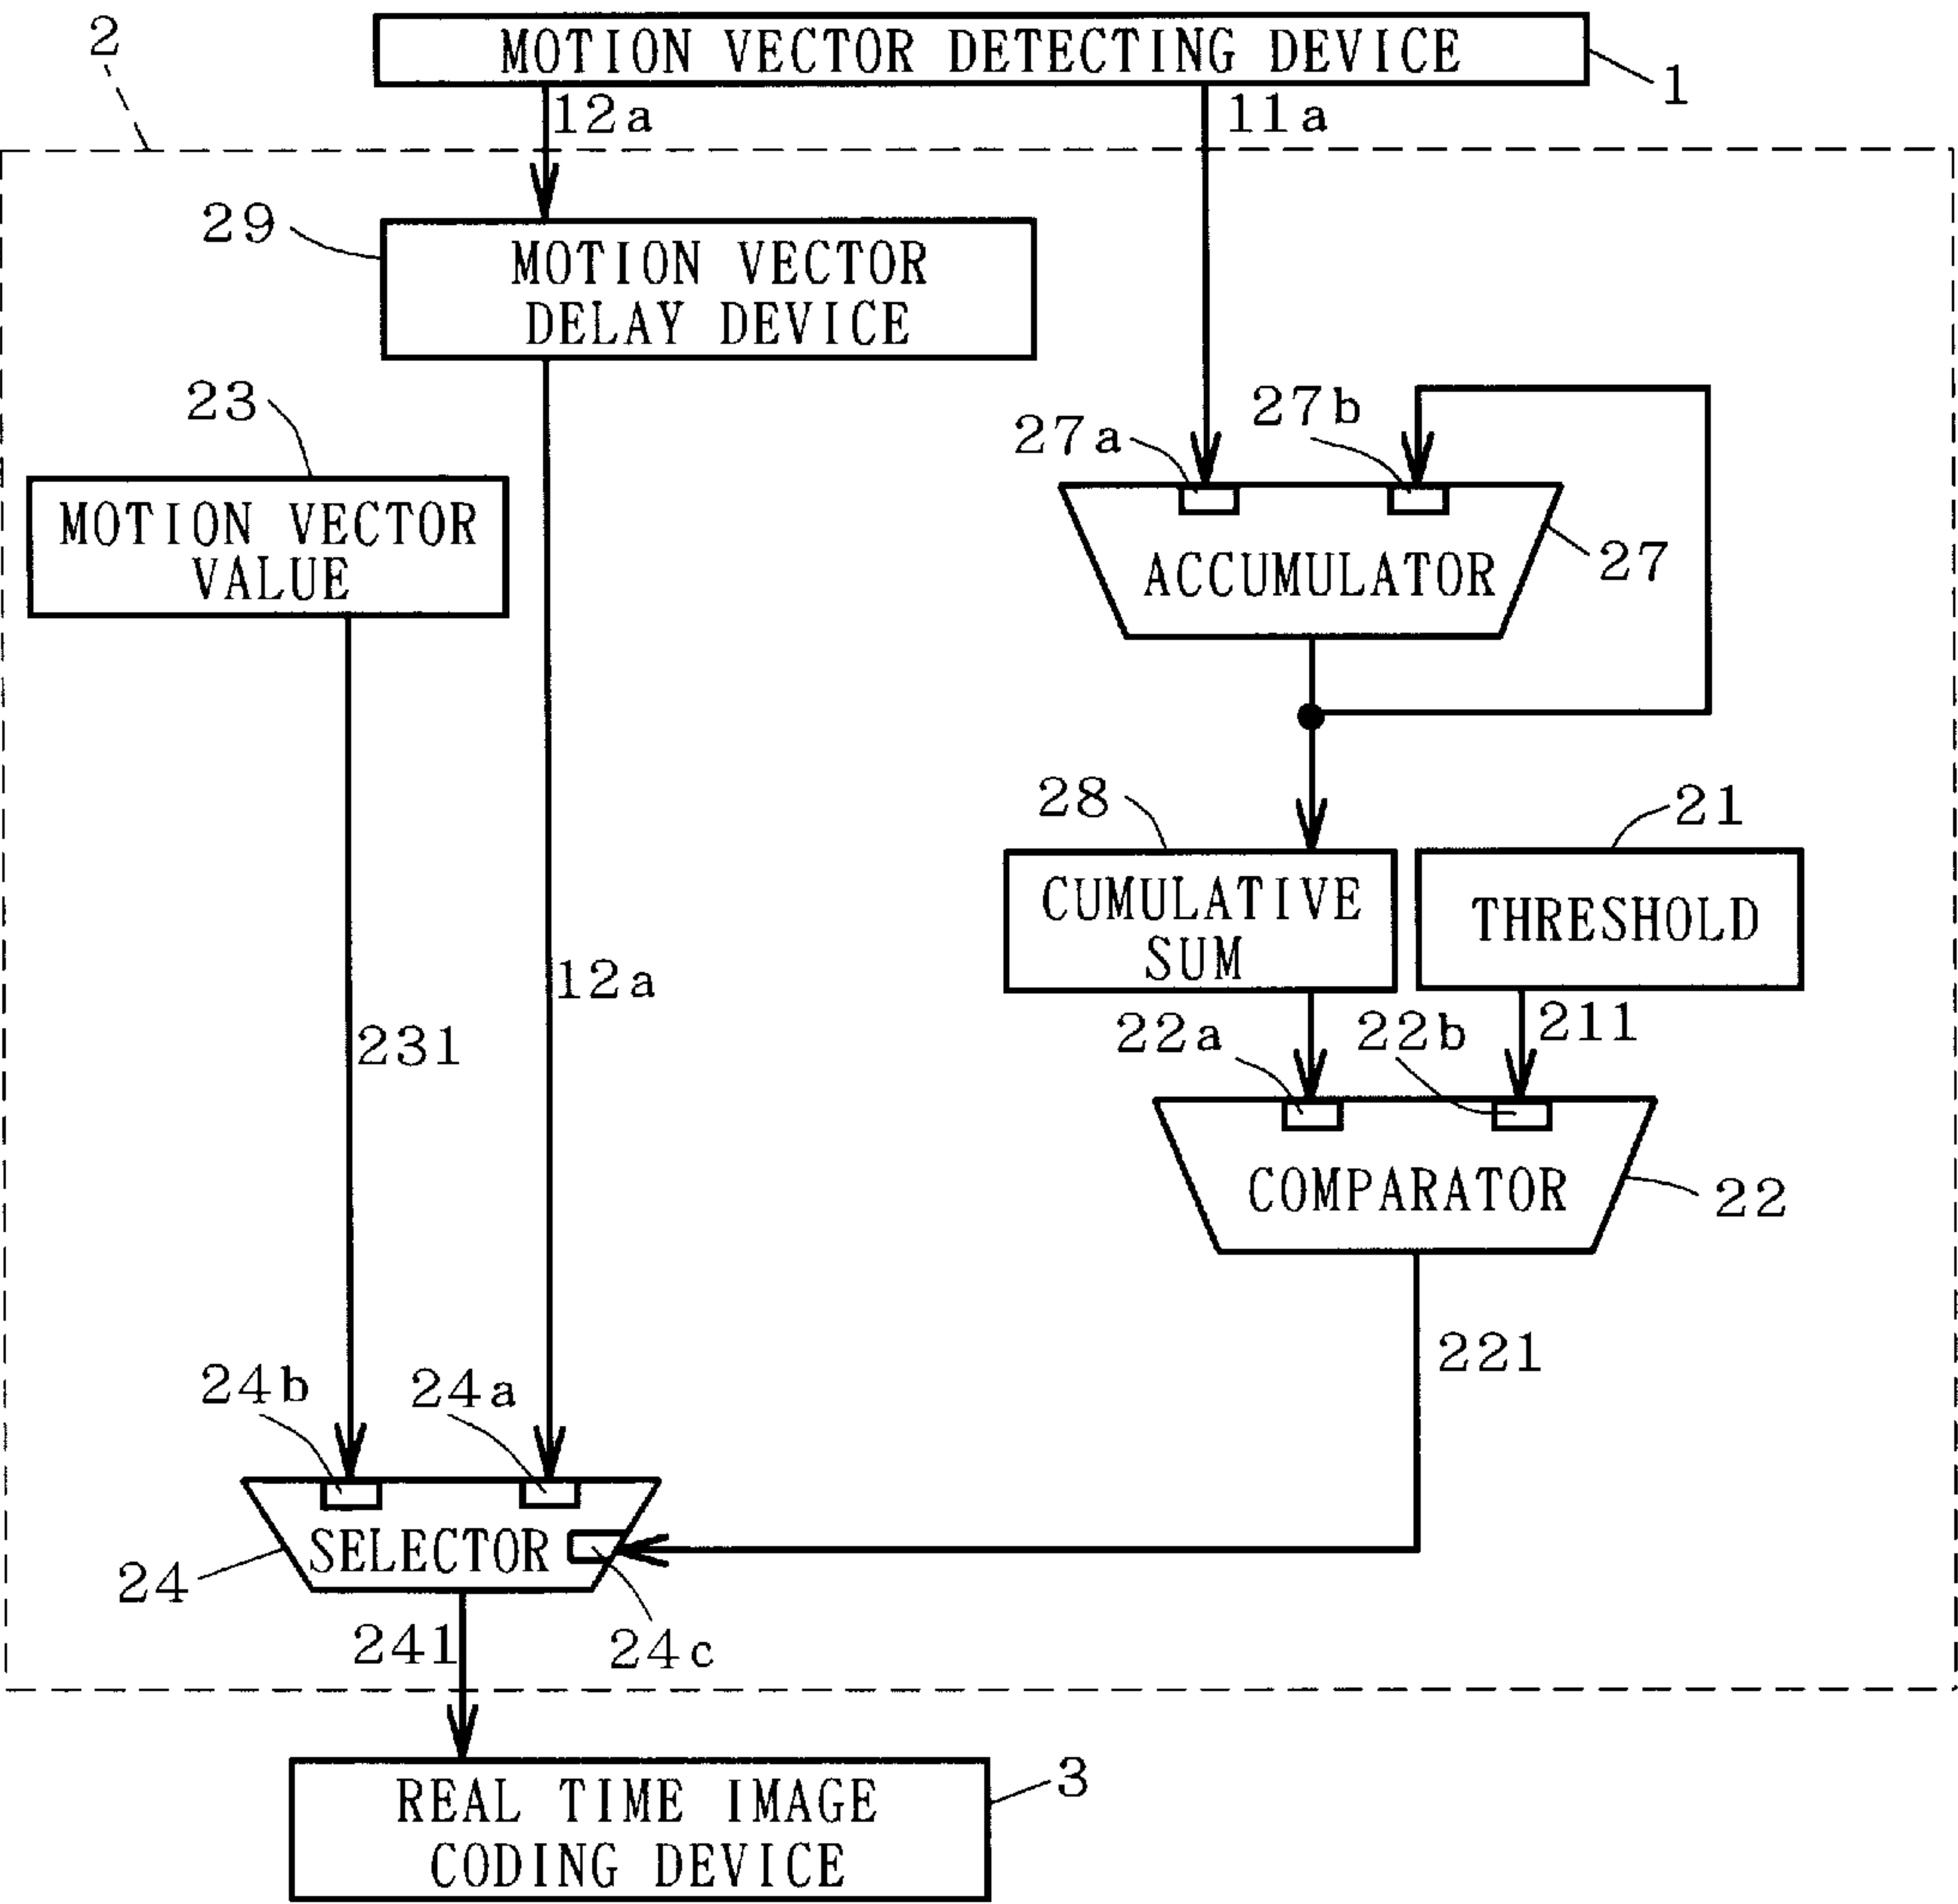 MOTION VECTOR DETECTING DEVICE
2
1
12a
11a
29
MOTION VECTOR
DELAY DEVICE
23
27a
27b
MOTION VECTOR
VALUE
ACCUMULATOR
27
28
21
CUMULATIVE
SUM
THRESHOLD
12a
231
22a
22b
211
COMPARATOR
22
221
24b
24a
SELECTOR
24
241
24c
REAL TIME IMAGE
CODING DEVICE
3